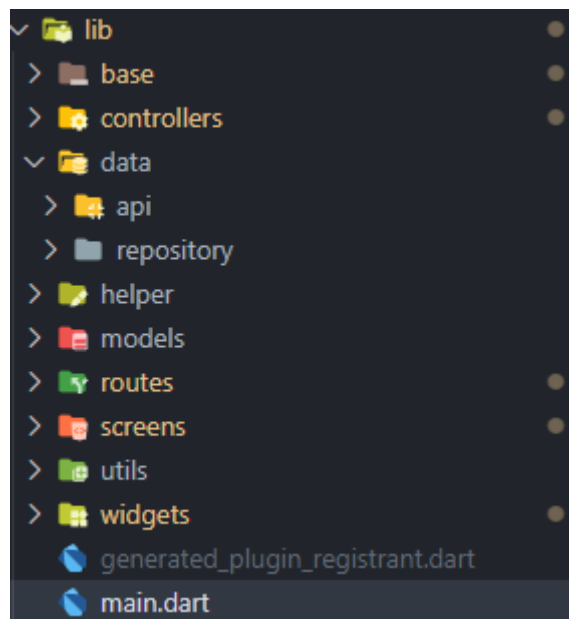 lib
base
controllers
data
api
repository
helper
models
routes
screens
utils
widgets
generated_plugin_registrant.dart
main.dart